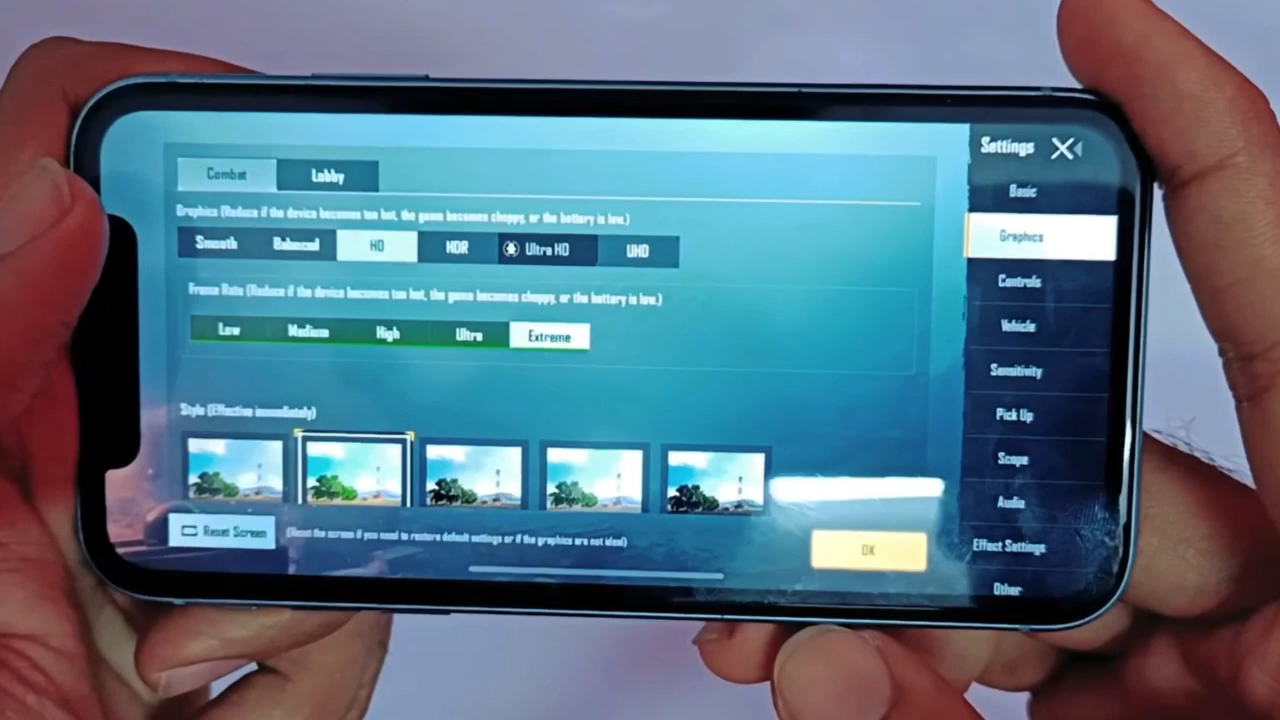 Settings
Combat Lobby
Graphics (Reduce if the device becomes too hot, the game becomes choppy, or the battery is low.)
Smooth Balanced HD HDR Ultra HD UHD
Frame Rate (Reduce if the device becomes too hot, the game becomes choppy, or the battery is low.)
Low Medium High Ultra Extreme
Style (Effective immediately)
Reset Screen (Reset the screen if you need to restore default settings or if the graphics are not ideal)
OK
Basic
Graphics
Controls
Vehicle
Sensitivity
Pick Up
Scope
Audio
Effect Settings
Other